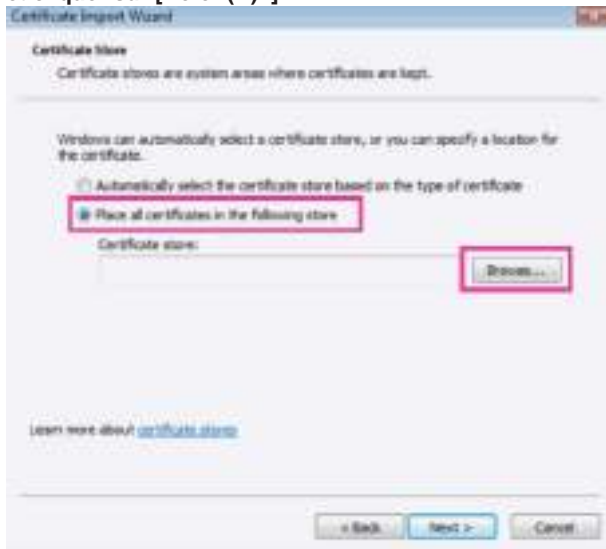 Certificate Import Wizard
Certificate Store
Certificate stores are system areas where certificates are kept.
Windows can automatically select a certificate store, or you can specify a location for
the certificate.
Automatically select the certificate store based on the type of certificate
Place all certificates in the following store
Certificate store:
Browse...
Learn more about certificate stores
< Back
Next >
Cancel